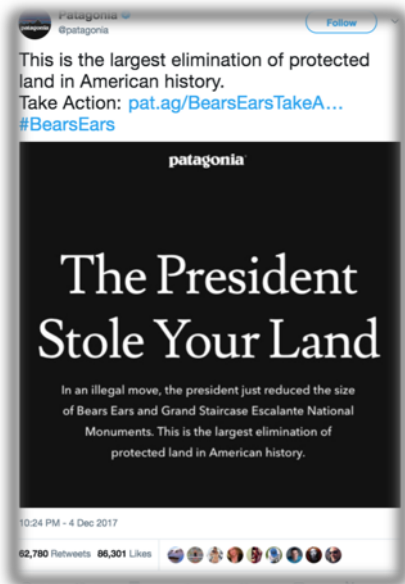 Patagonia
@patagonia
Follow
This is the largest elimination of protected
land in American history.
Take Action: pat.ag/BearsEarsTakeA…
#BearsEars
patagonia
The President
Stole Your Land
In an illegal move, the president just reduced the size
of Bears Ears and Grand Staircase Escalante National
Monuments. This is the largest elimination of
protected land in American history.
10:24 PM - 4 Dec 2017
62,780 Retweets 86,301 Likes